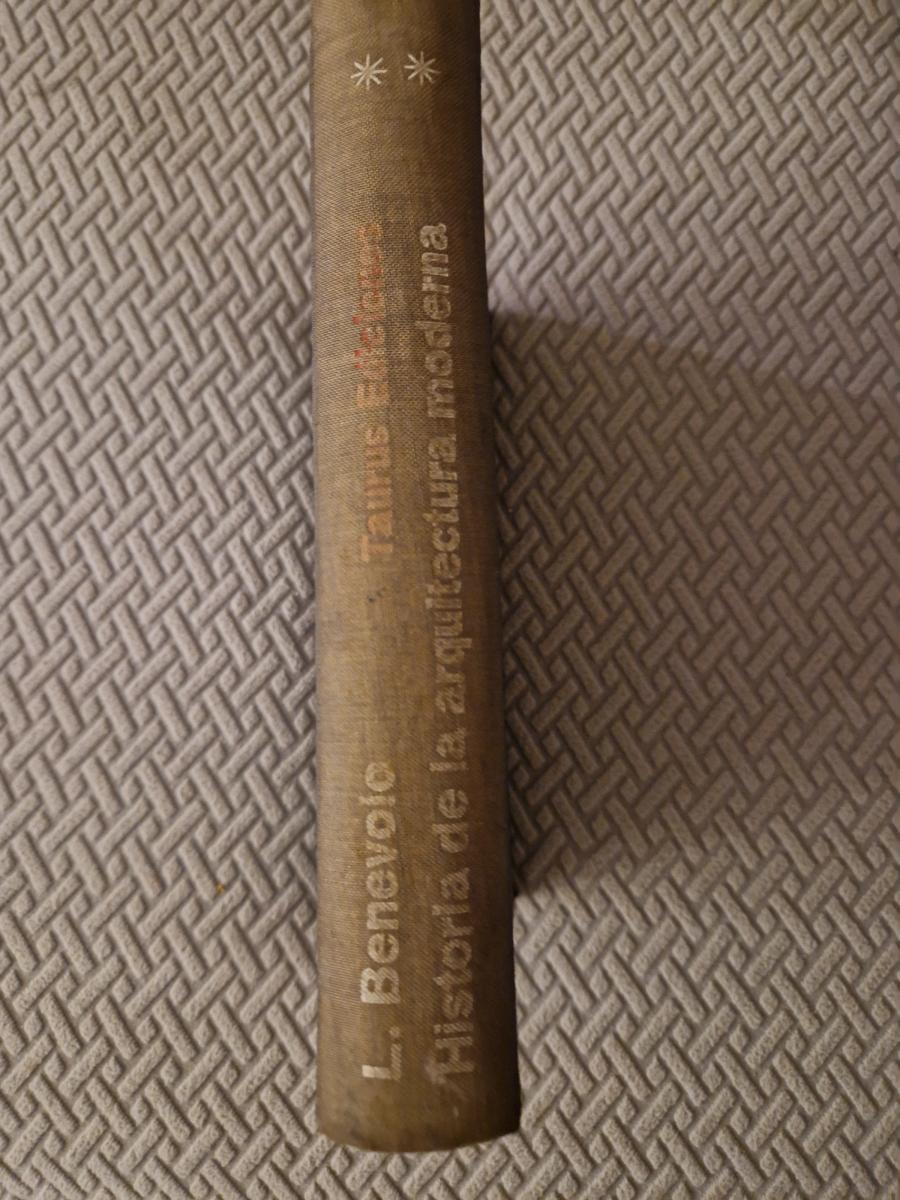 L. Benevolo Taurus Ediciones * *
Historia de la arquitectura moderna